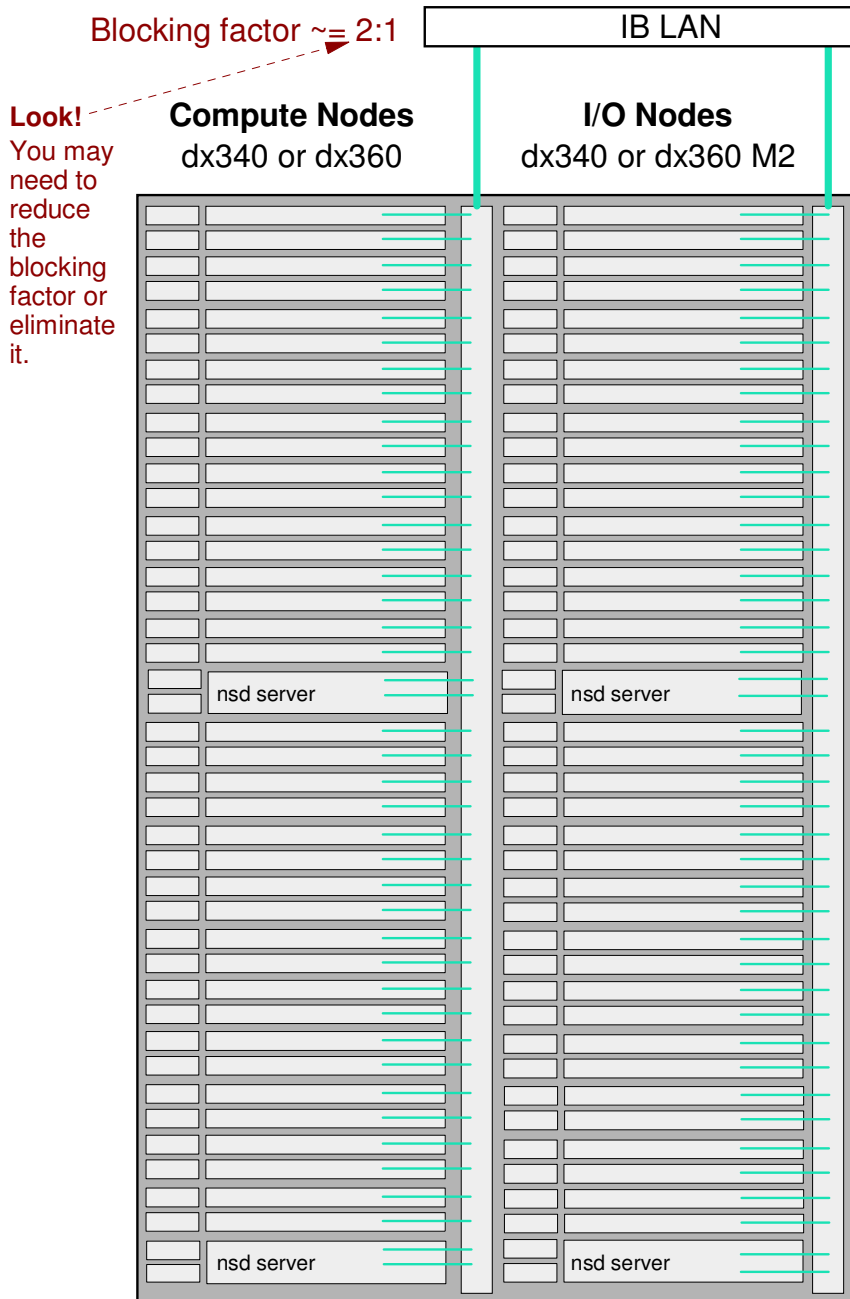 Blocking factor ~= 2:1
IB LAN
Look!
You may
need to
reduce
the
blocking
factor or
eliminate
it.
Compute Nodes
dx340 or dx360
I/O Nodes
dx340 or dx360 M2
nsd server
nsd server
nsd server
nsd server